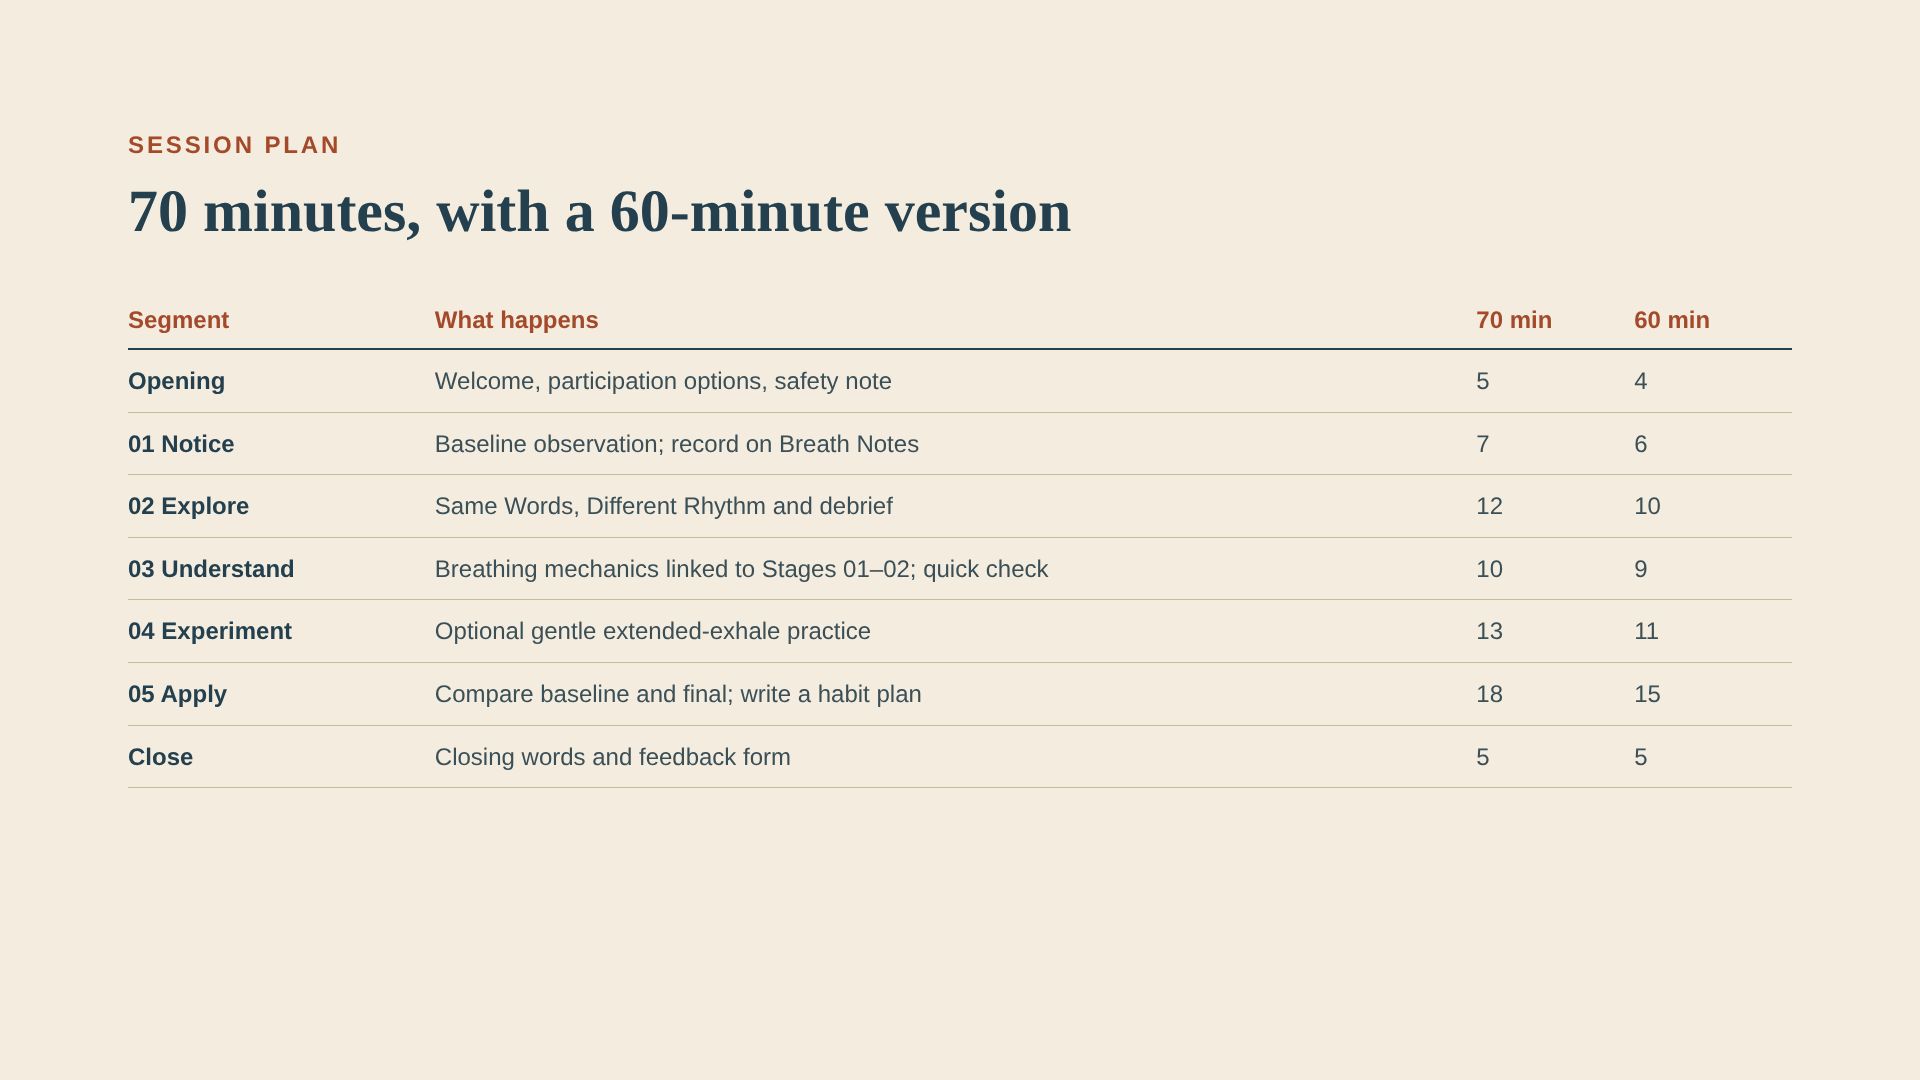 SESSION PLAN
70 minutes, with a 60-minute version
Segment What happens 70 min 60 min
Opening Welcome, participation options, safety note 5 4
01 Notice Baseline observation; record on Breath Notes 7 6
02 Explore Same Words, Different Rhythm and debrief 12 10
03 Understand Breathing mechanics linked to Stages 01–02; quick check 10 9
04 Experiment Optional gentle extended-exhale practice 13 11
05 Apply Compare baseline and final; write a habit plan 18 15
Close Closing words and feedback form 5 5